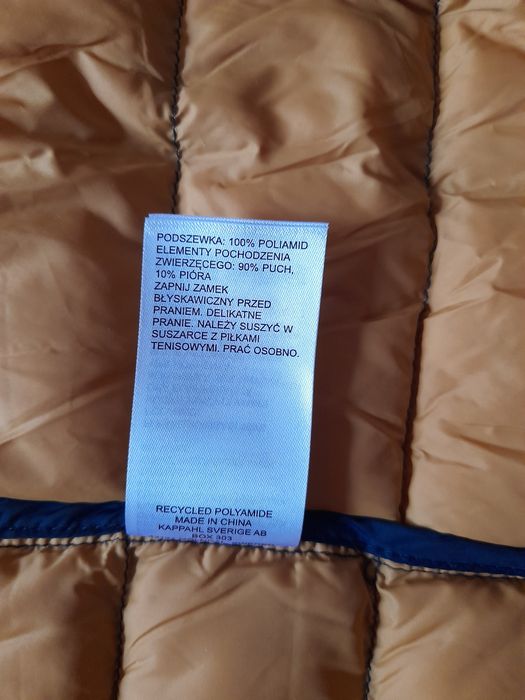 PODSZEWKA: 100% POLIAMID
ELEMENTY POCHODZENIA
ZWIERZĘCEGO: 90% PUCH,
10% PIÓRA
ZAPNIJ ZAMEK
BŁYSKAWICZNY PRZED
PRANIEM. DELIKATNE
PRANIE. NALEŻY SUSZYĆ W
SUSZARCE Z PIŁKAMI
TENISOWYMI. PRAĆ OSOBNO.
RECYCLED POLYAMIDE
MADE IN CHINA
KAPPAHL SVERIGE AB
BOX 303